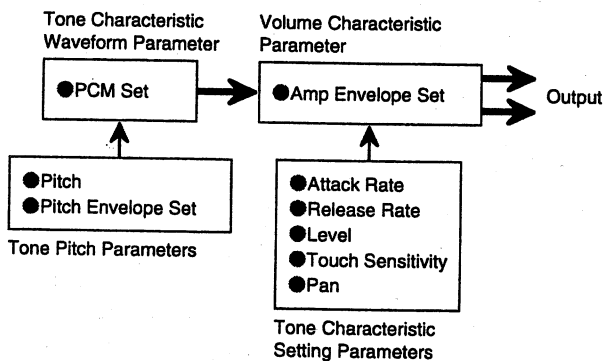 Tone Characteristic
Waveform Parameter
●PCM Set
Volume Characteristic
Parameter
●Amp Envelope Set
Output
●Pitch
●Pitch Envelope Set
Tone Pitch Parameters
●Attack Rate
●Release Rate
●Level
●Touch Sensitivity
●Pan
Tone Characteristic
Setting Parameters